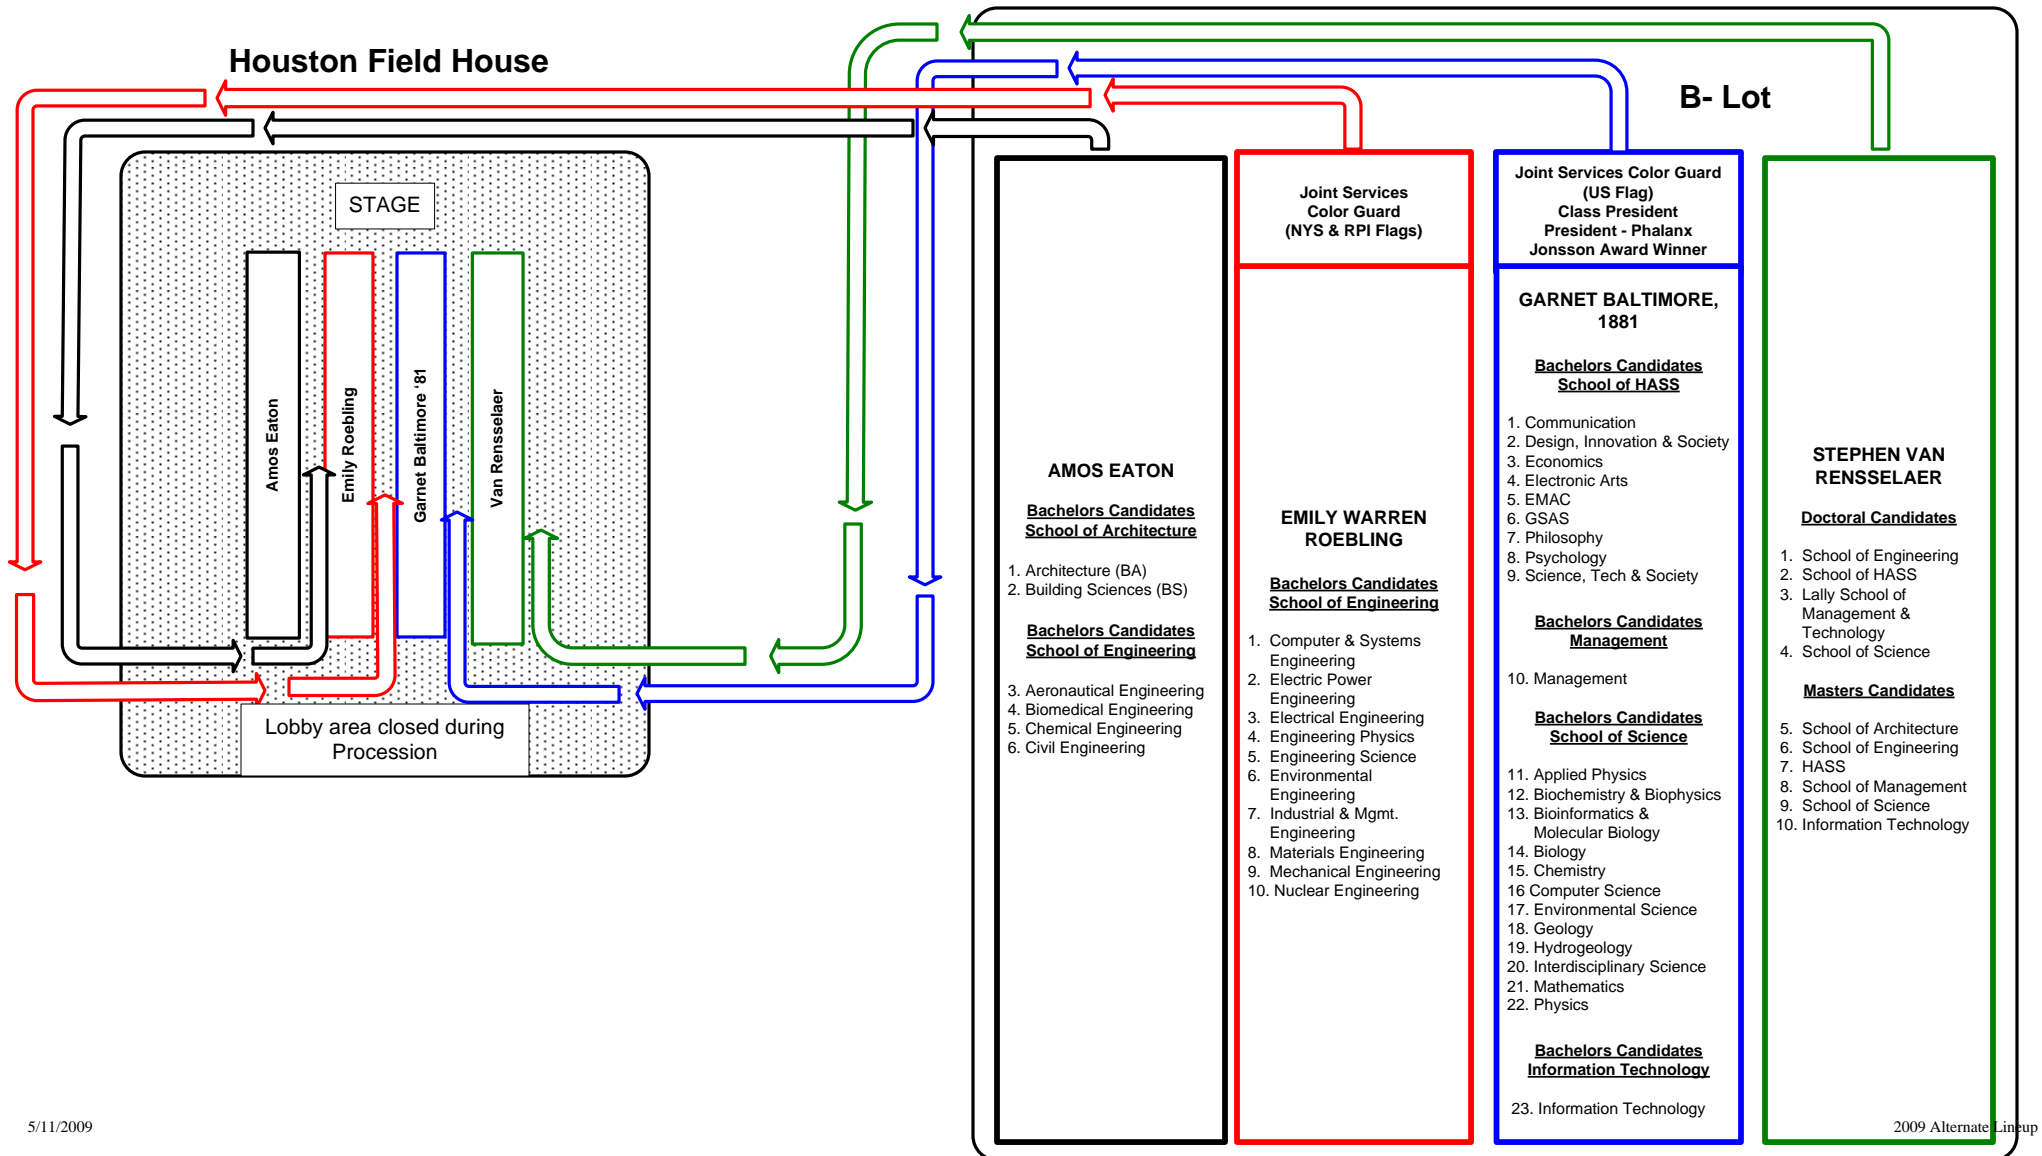 Houston Field House
B- Lot
STAGE
Amos Eaton
Emily Roebling
Garnet Baltimore ‘81
Van Rensselaer
Lobby area closed during
Procession
AMOS EATON
Bachelors Candidates
School of Architecture
1. Architecture (BA)
2. Building Sciences (BS)
Bachelors Candidates
School of Engineering
3. Aeronautical Engineering
4. Biomedical Engineering
5. Chemical Engineering
6. Civil Engineering
Joint Services
Color Guard
(NYS & RPI Flags)
EMILY WARREN
ROEBLING
Bachelors Candidates
School of Engineering
1. Computer & Systems
Engineering
2. Electric Power
Engineering
3. Electrical Engineering
4. Engineering Physics
5. Engineering Science
6. Environmental
Engineering
7. Industrial & Mgmt.
Engineering
8. Materials Engineering
9. Mechanical Engineering
10. Nuclear Engineering
Joint Services Color Guard
(US Flag)
Class President
President - Phalanx
Jonsson Award Winner
GARNET BALTIMORE,
1881
Bachelors Candidates
School of HASS
1. Communication
2. Design, Innovation & Society
3. Economics
4. Electronic Arts
5. EMAC
6. GSAS
7. Philosophy
8. Psychology
9. Science, Tech & Society
Bachelors Candidates
Management
10. Management
Bachelors Candidates
School of Science
11. Applied Physics
12. Biochemistry & Biophysics
13. Bioinformatics &
Molecular Biology
14. Biology
15. Chemistry
16 Computer Science
17. Environmental Science
18. Geology
19. Hydrogeology
20. Interdisciplinary Science
21. Mathematics
22. Physics
Bachelors Candidates
Information Technology
23. Information Technology
STEPHEN VAN
RENSSELAER
Doctoral Candidates
1. School of Engineering
2. School of HASS
3. Lally School of
Management &
Technology
4. School of Science
Masters Candidates
5. School of Architecture
6. School of Engineering
7. HASS
8. School of Management
9. School of Science
10. Information Technology
5/11/2009
2009 Alternate Lineup